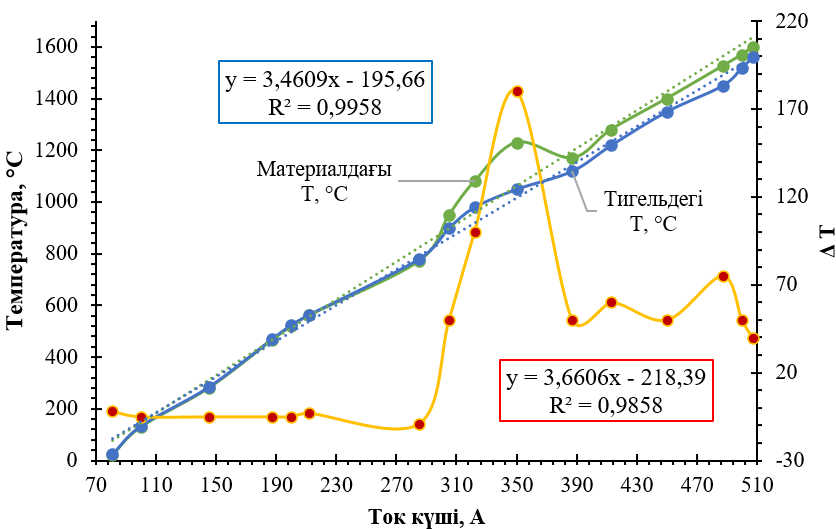 1600
1400
1200
1000
800
600
400
200
0
Температура, °C
y = 3,4609x - 195,66
R² = 0,9958
Материалдағы
Т, °C
Тигельдегі
Т, °C
y = 3,6606x - 218,39
R² = 0,9858
220
170
120
70
20
-30
Δ Т
70
110
150
190
230
270
310
350
390
430
470
510
Ток күші, А